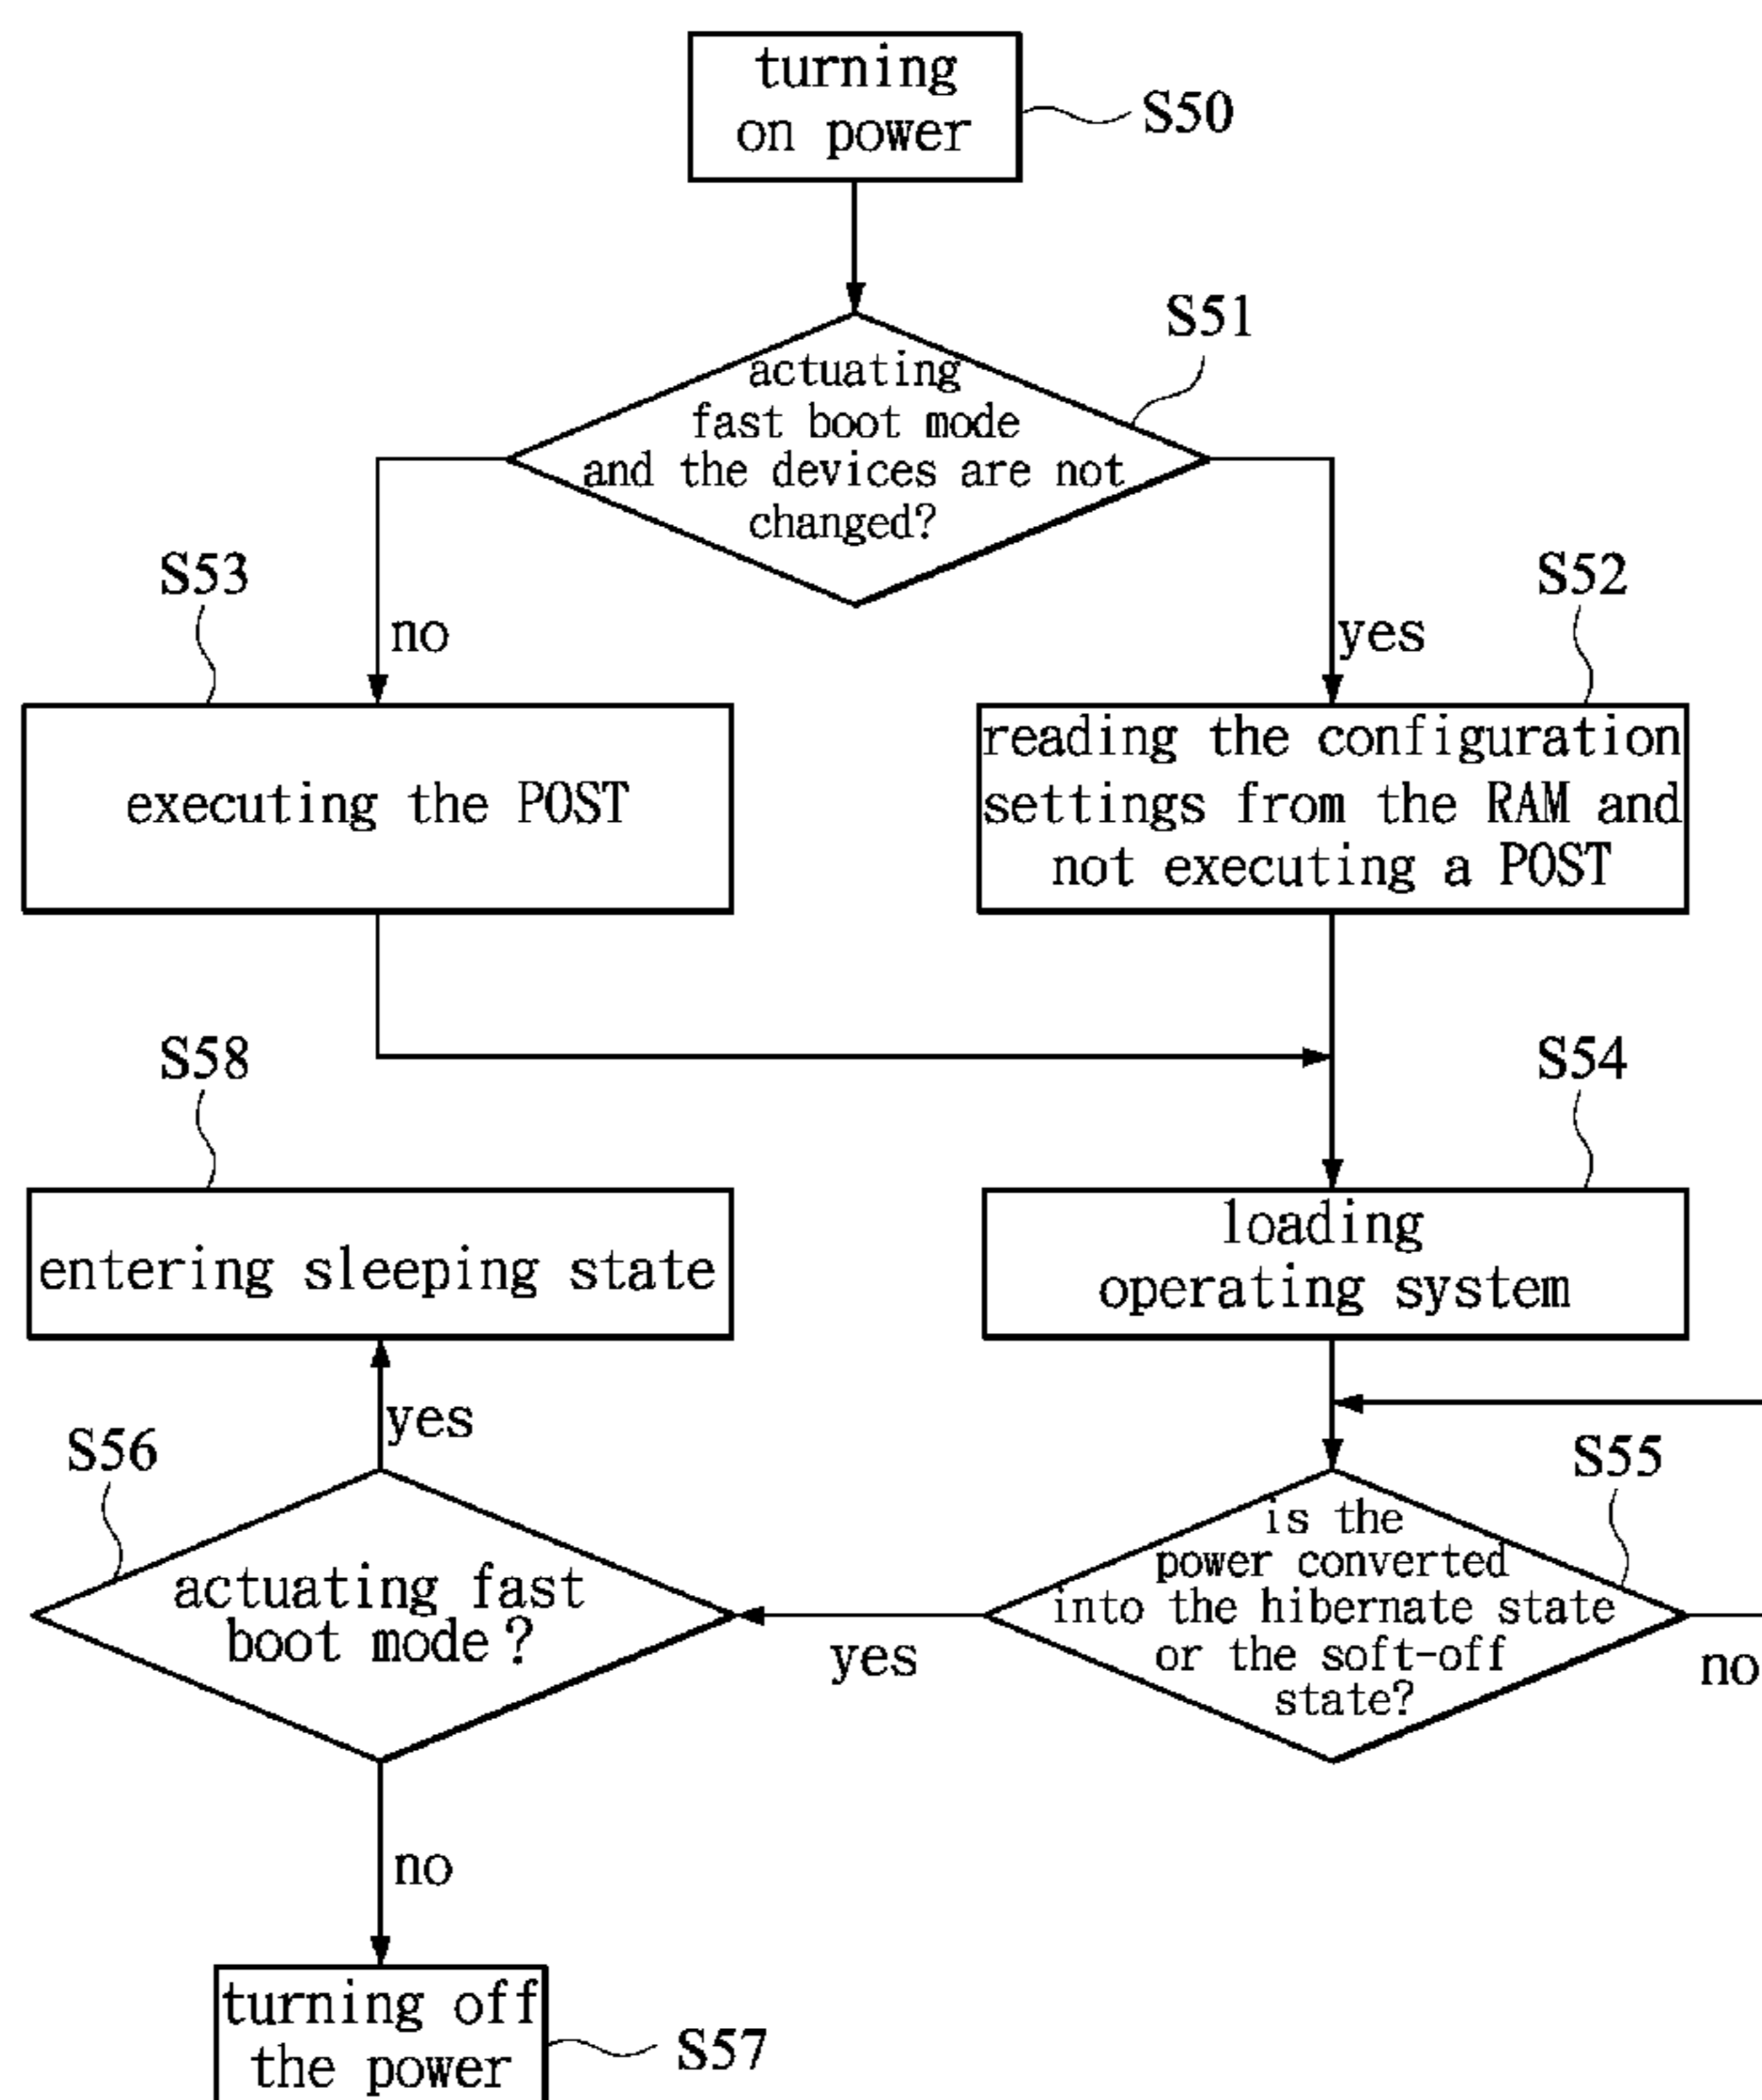 turning
on power
S50
S51
actuating
fast boot mode
and the devices are not
changed?
S53
S52
no
yes
executing the POST
reading the configuration
settings from the RAM and
not executing a POST
S58
S54
entering sleeping state
loading
operating system
yes
S56
S55
actuating fast
boot mode?
is the
power converted
into the hibernate state
or the soft-off
state?
yes
no
no
turning off
the power
S57